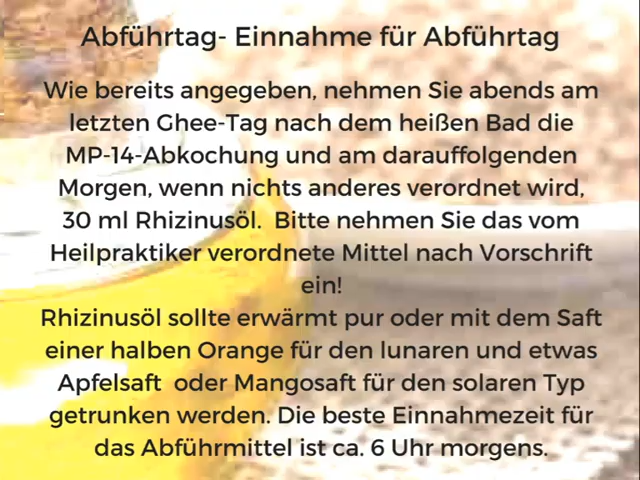 Abführtag- Einnahme für Abführtag
Wie bereits angegeben, nehmen Sie abends am
letzten Ghee-Tag nach dem heißen Bad die
MP-14-Abkochung und am darauffolgenden
Morgen, wenn nichts anderes verordnet wird,
30 ml Rhizinusöl. Bitte nehmen Sie das vom
Heilpraktiker verordnete Mittel nach Vorschrift
ein!
Rhizinusöl sollte erwärmt pur oder mit dem Saft
einer halben Orange für den lunaren und etwas
Apfelsaft oder Mangosaft für den solaren Typ
getrunken werden. Die beste Einnahmezeit für
das Abführmittel ist ca. 6 Uhr morgens.